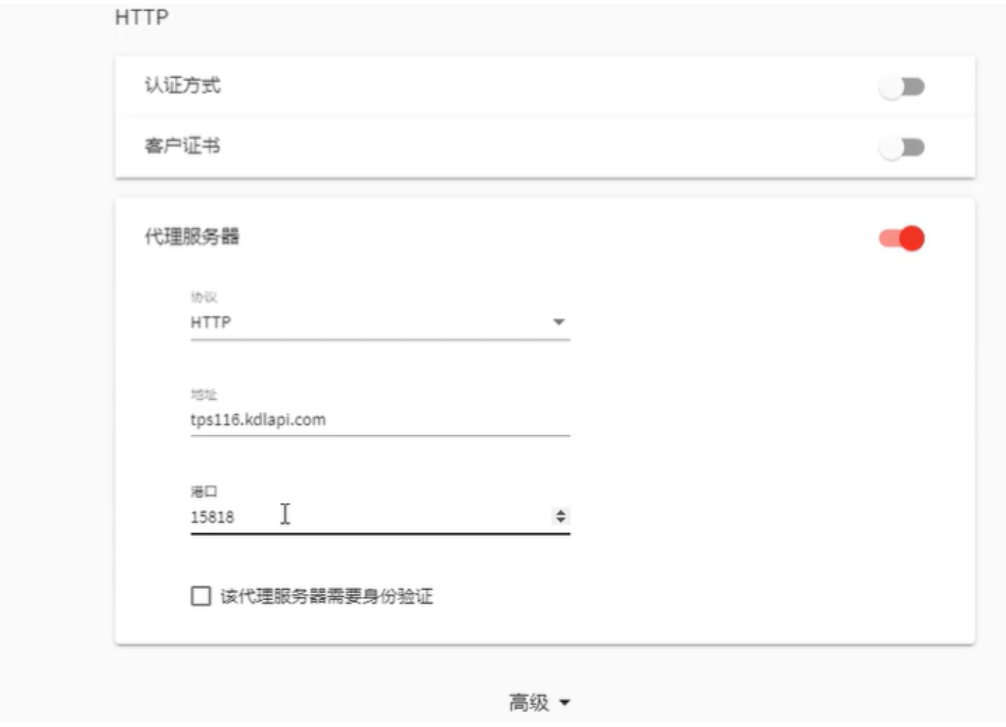 HTTP
认证方式
客户证书
代理服务器
协议
HTTP
地址
tps116.kdlapi.com
港口
15818
该代理服务器需要身份验证
高级